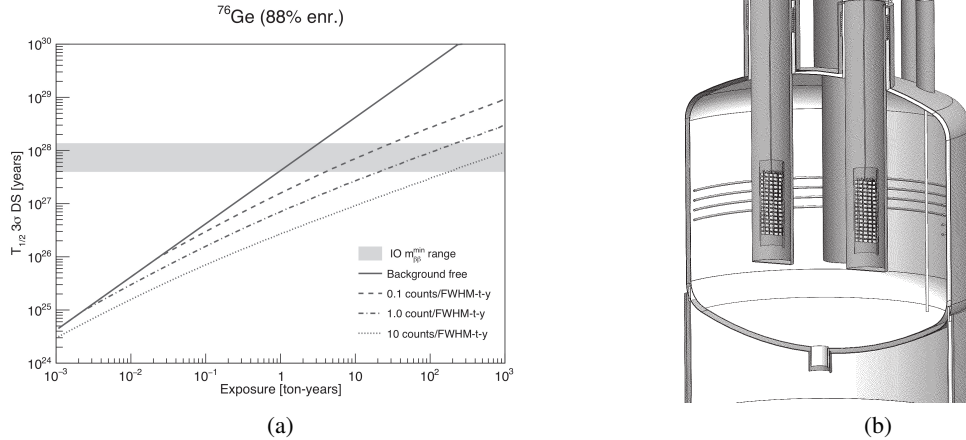 ⁷⁶Ge (88% enr.)
T₁/₂ 3σ DS [years]
10³⁰
10²⁹
10²⁸
10²⁷
10²⁶
10²⁵
10²⁴
IO mᵐⁱⁿ_ββ range
Background free
0.1 counts/FWHM-t-y
1.0 count/FWHM-t-y
10 counts/FWHM-t-y
10⁻³ 10⁻² 10⁻¹ 1 10 10² 10³
Exposure [ton-years]
(a) (b)